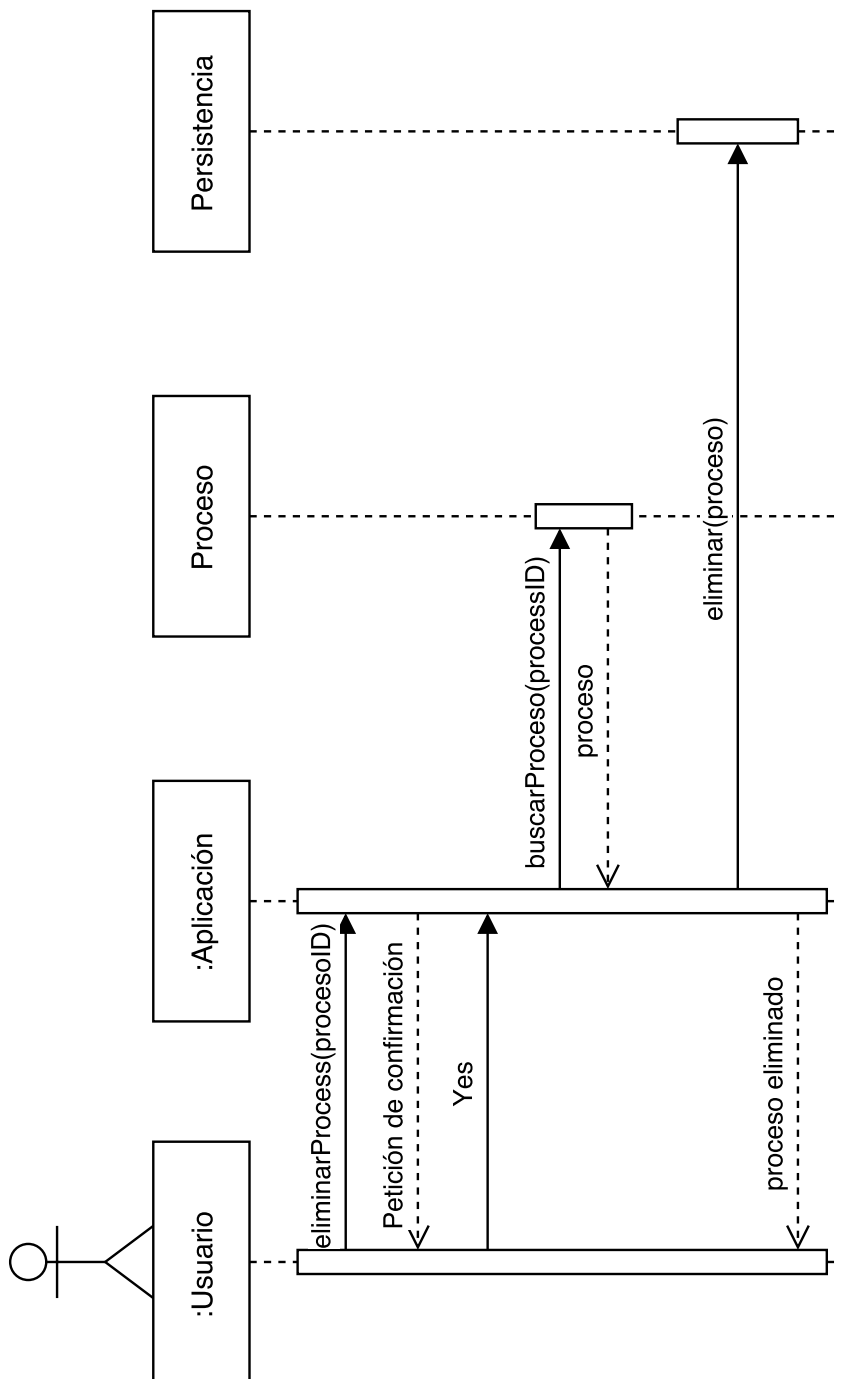 :Usuario
:Aplicación
Proceso
Persistencia
eliminarProcess(procesoID)
Petición de confirmación
Yes
buscarProceso(processID)
proceso
eliminar(proceso)
proceso eliminado